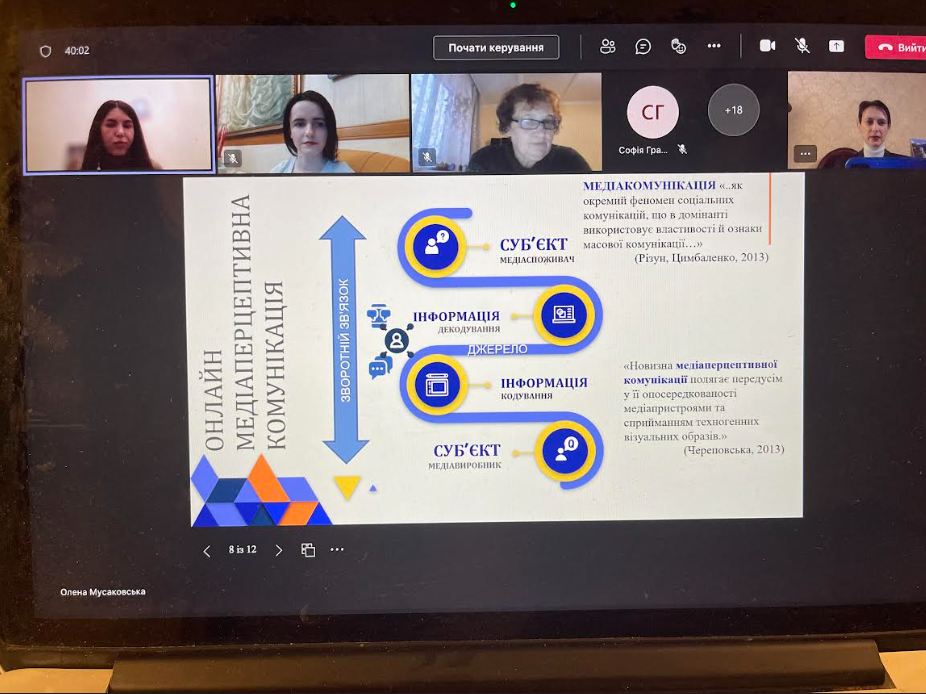 40:02
Почати керування
Вийти
СГ
Софія Гра...
+18
ОНЛАЙН
МЕДІАПЕРЦЕПТИВНА
КОМУНІКАЦІЯ
ЗВОРОТНІЙ ЗВ'ЯЗОК
СУБ'ЄКТ
МЕДІАСПОЖИВАЧ
ІНФОРМАЦІЯ
ДЕКОДУВАННЯ
ДЖЕРЕЛО
ІНФОРМАЦІЯ
КОДУВАННЯ
СУБ'ЄКТ
МЕДІАВИРОБНИК
МЕДІАКОМУНІКАЦІЯ «..як
окремий феномен соціальних
комунікацій, що в домінанті
використовує властивості й ознаки
масової комунікації…»
(Різун, Цимбаленко, 2013)
«Новизна медіаперцептивної
комунікації полягає передусім
у її опосередкованості
медіапристроями та
сприйманням техногенних
візуальних образів.»
(Череповська, 2013)
8 із 12
Олена Мусаковська